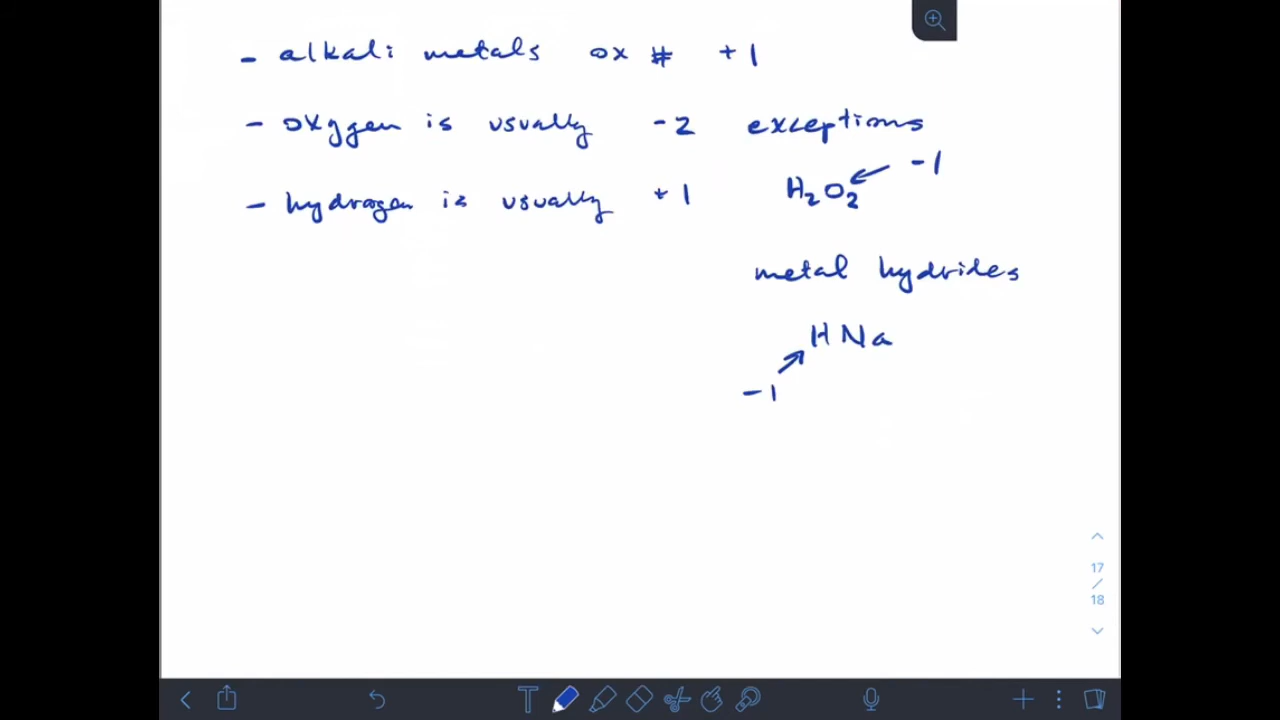 - alkali metals ox # +1
- oxygen is usually -2 exceptions
H2O2 -1
- hydrogen is usually +1
metal hydrides
HNa
-1
17
/
18
T